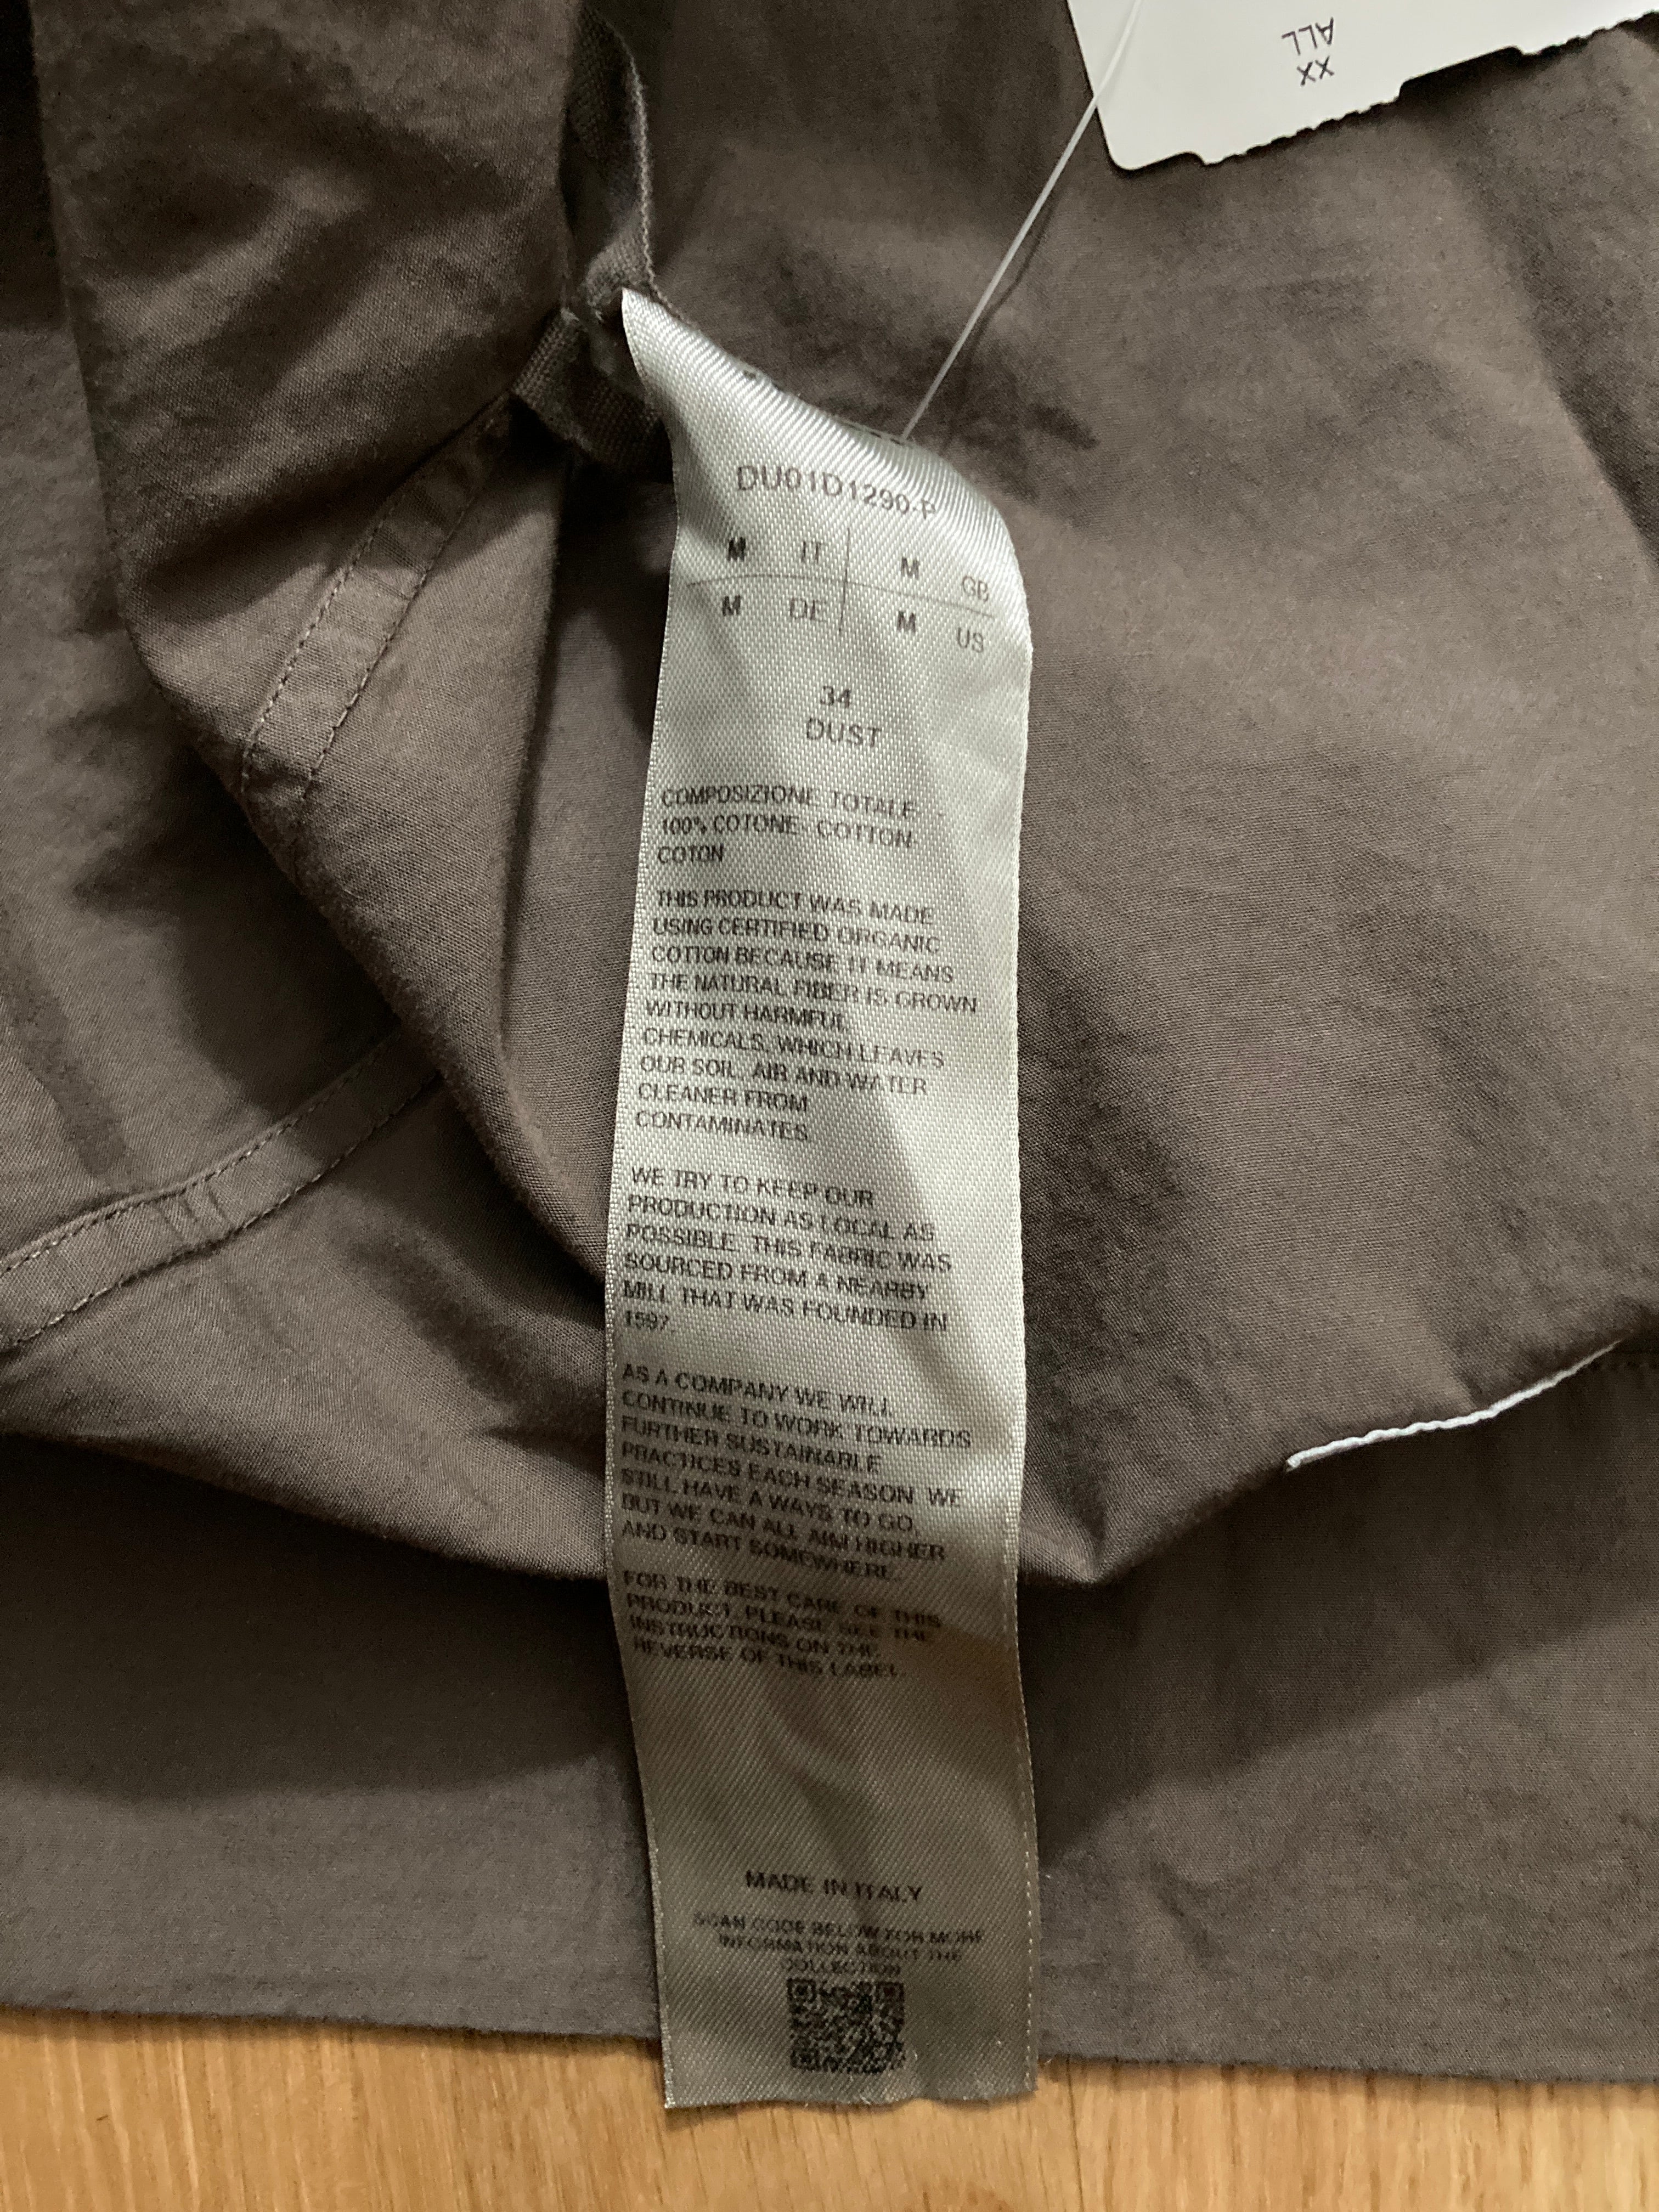 XX
ALL
DU01D1290-P
M IT M GB
M DE M US
34
DUST
COMPOSIZIONE TOTALE
100% COTONE - COTTON-
COTON
THIS PRODUCT WAS MADE
USING CERTIFIED ORGANIC
COTTON BECAUSE IT MEANS
THE NATURAL FIBER IS GROWN
WITHOUT HARMFUL
CHEMICALS, WHICH LEAVES
OUR SOIL, AIR AND WATER
CLEANER FROM
CONTAMINATES.
WE TRY TO KEEP OUR
PRODUCTION AS LOCAL AS
POSSIBLE. THIS FABRIC WAS
SOURCED FROM A NEARBY
MILL THAT WAS FOUNDED IN
1597.
AS A COMPANY WE WILL
CONTINUE TO WORK TOWARDS
FURTHER SUSTAINABLE
PRACTICES EACH SEASON. WE
STILL HAVE A WAYS TO GO,
BUT WE CAN ALL AIM HIGHER
AND START SOMEWHERE.
FOR THE BEST CARE OF THIS
PRODUCT, PLEASE SEE THE
INSTRUCTIONS ON THE
REVERSE OF THIS LABEL
MADE IN ITALY
SCAN CODE BELOW FOR MORE
INFORMATION ABOUT THE
COLLECTION